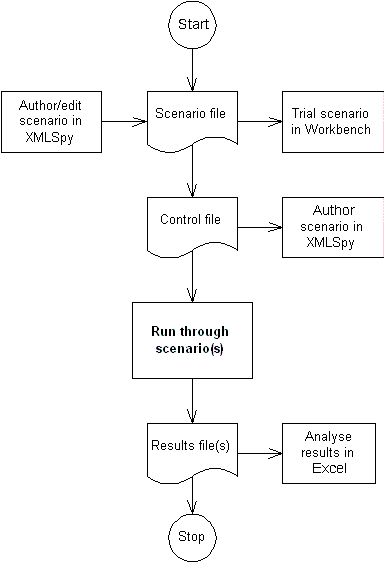 Start
Author/edit
scenario in
XMLSpy
Scenario file
Trial scenario
in Workbench
Control file
Author
scenario in
XMLSpy
Run through
scenario(s)
Results file(s)
Analyse
results in
Excel
Stop